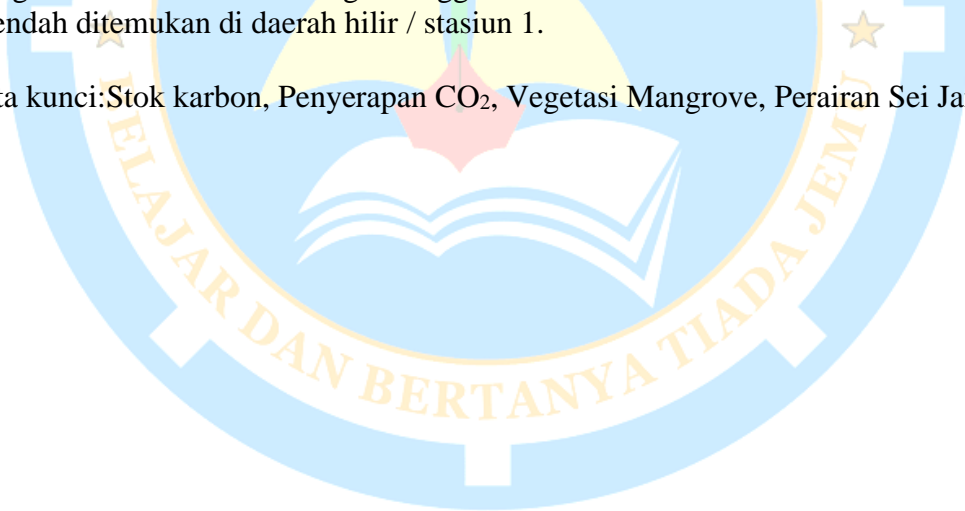 endah ditemukan di daerah hilir / stasiun 1.
ta kunci:Stok karbon, Penyerapan CO₂, Vegetasi Mangrove, Perairan Sei Ja
BELAJAR DAN BERTANYA TIADA JEMU